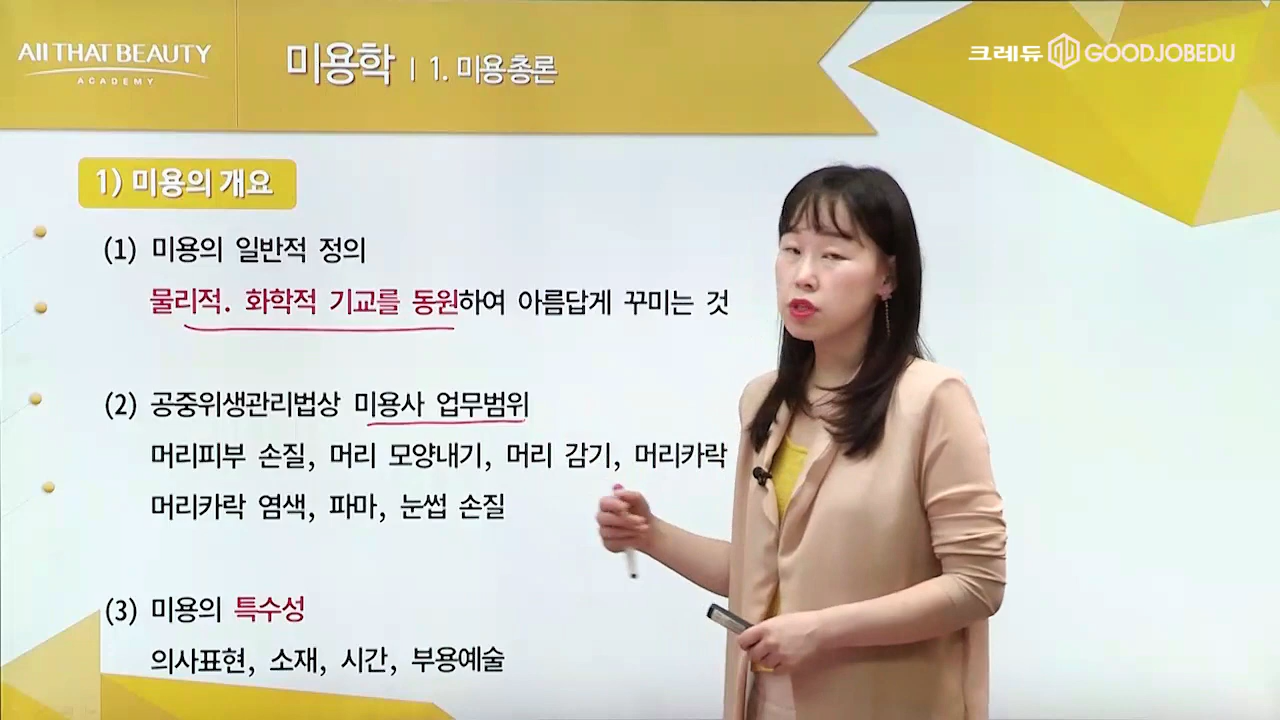 All THAT BEAUTY
ACADEMY
미용학 | 1. 미용총론
크레듀 GOODJOBEDU
1) 미용의 개요
(1) 미용의 일반적 정의
물리적. 화학적 기교를 동원하여 아름답게 꾸미는 것
(2) 공중위생관리법상 미용사 업무범위
머리피부 손질, 머리 모양내기, 머리 감기, 머리카락
머리카락 염색, 파마, 눈썹 손질
(3) 미용의 특수성
의사표현, 소재, 시간, 부용예술